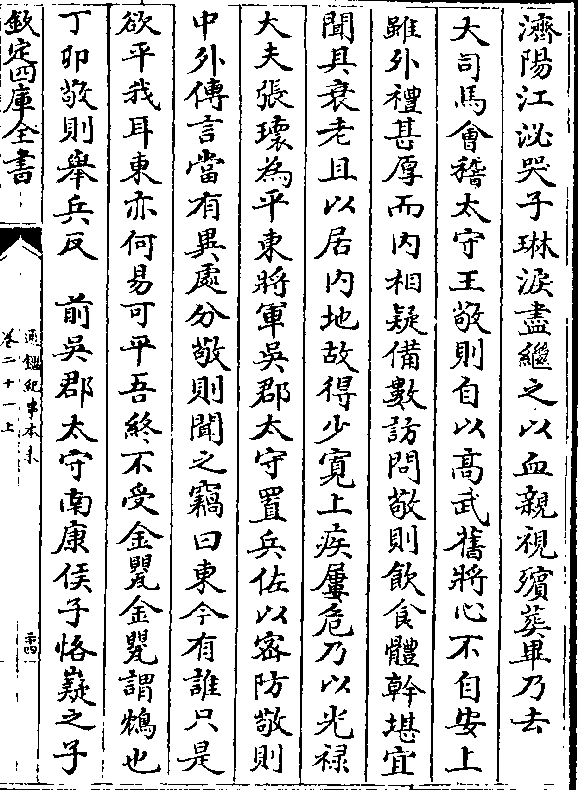 濟陽江泌哭子琳淚盡繼之以血親視殯葬畢乃去
大司馬會稽太守王敬則自以高武舊將心不自安上
雖外禮甚厚而内相疑備數訪問敬則飲食體幹堪宜
聞其衰老且以居内地故得少寛上疾屢危乃以光禄
大夫張瓌為平東將軍吳郡太守置兵佐以密防敬則
中外傳言當有異處分敬則聞之竊曰東今有誰只是
欲平我耳東亦何易可平吾終不受金甖金甖謂鴆也
丁卯敬則舉兵反　前吳郡太守南康侯子恪嶷之子
欽定四庫全書
通鑑紀事本末
卷二十一上
二十四